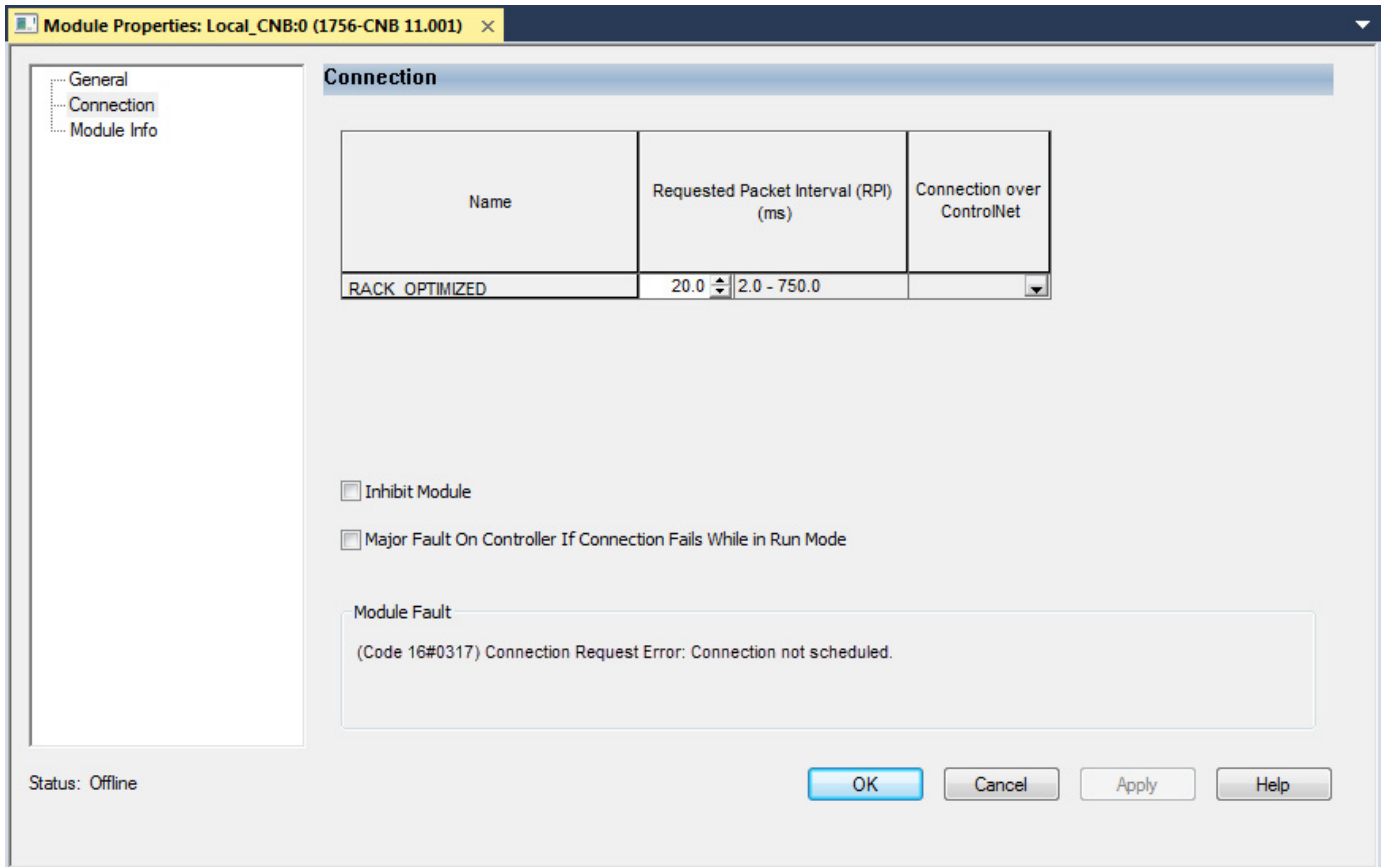 Module Properties: Local_CNB:0 (1756-CNB 11.001) ×
General
Connection
Module Info
Connection
Name
Requested Packet Interval (RPI)
(ms)
Connection over
ControlNet
RACK_OPTIMIZED
20.0
2.0 - 750.0
Inhibit Module
Major Fault On Controller If Connection Fails While in Run Mode
Module Fault
(Code 16#0317) Connection Request Error: Connection not scheduled.
Status: Offline
OK
Cancel
Apply
Help